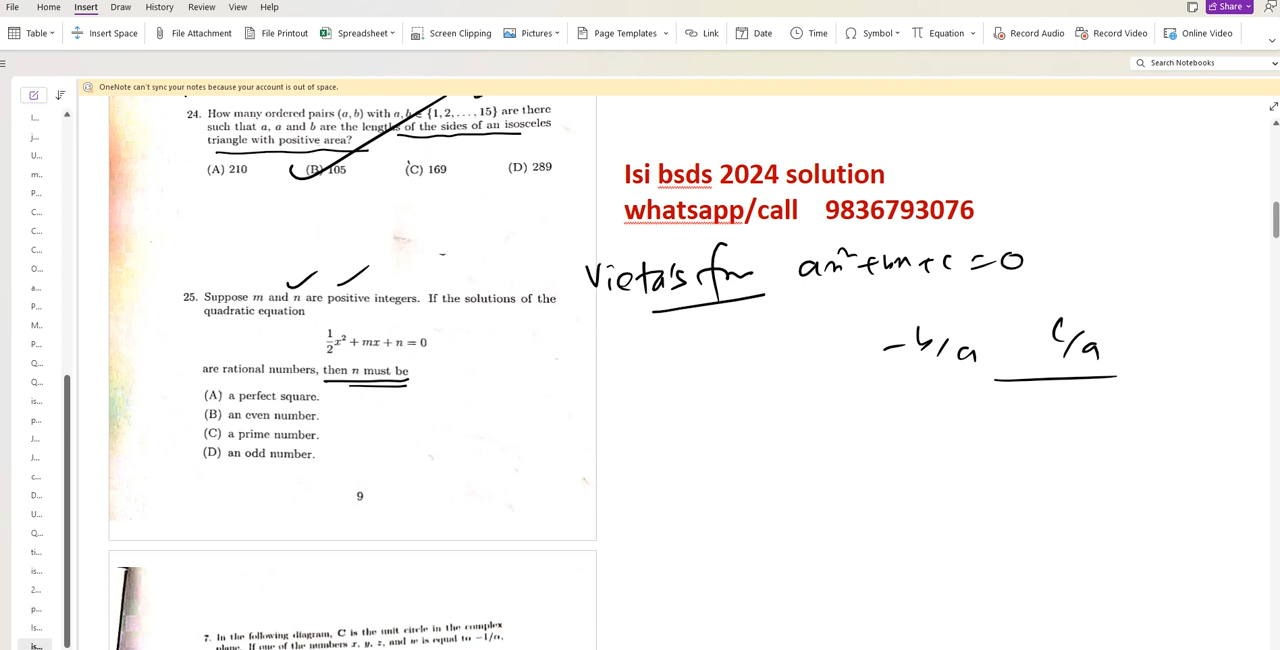 File Home Insert Draw History Review View Help Share
Table Insert Space File Attachment File Printout Spreadsheet Screen Clipping Pictures Page Templates Link Date Time Symbol Equation Record Audio Record Video Online Video
Search Notebooks
OneNote can't sync your notes because your account is out of space.
I...
j...
U...
m..
P...
C...
C...
C...
O...
a...
M..
P...
Q...
Q...
is...
p...
J...
J...
c...
D...
U...
Q...
ti...
is...
2...
p...
Is...
is...
24. How many ordered pairs (a, b) with a, b ∈ {1, 2, . . . , 15} are there
such that a, a and b are the lengths of the sides of an isosceles
triangle with positive area?
(A) 210 (B) 105 (C) 169 (D) 289
Isi bsds 2024 solution
whatsapp/call 9836793076
Vieta's for ax² + bx + c = 0
-b/a c/a
25. Suppose m and n are positive integers. If the solutions of the
quadratic equation
1/2 x² + mx + n = 0
are rational numbers, then n must be
(A) a perfect square.
(B) an even number.
(C) a prime number.
(D) an odd number.
9
7. In the following diagram, C is the unit circle in the complex
plane. If one of the numbers x, y, z, and w is equal to −1/a,